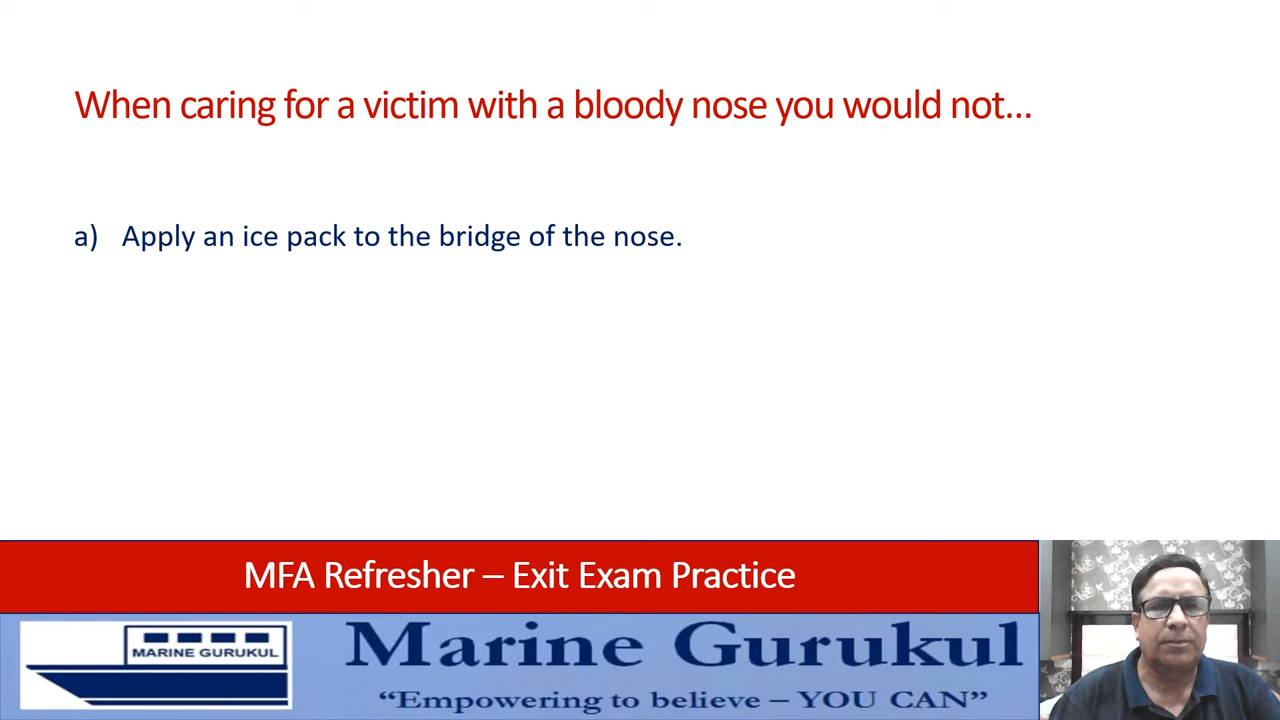 When caring for a victim with a bloody nose you would not...
a) Apply an ice pack to the bridge of the nose.
MFA Refresher – Exit Exam Practice
MARINE GURUKUL
Marine Gurukul
“Empowering to believe – YOU CAN”